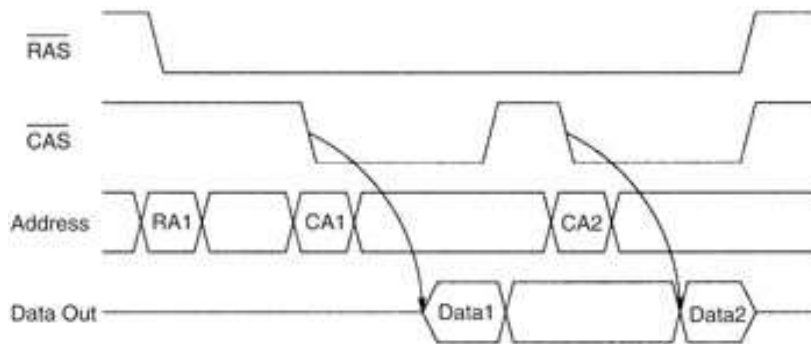 RAS
CAS
Address RA1 CA1 CA2
Data Out Data1 Data2